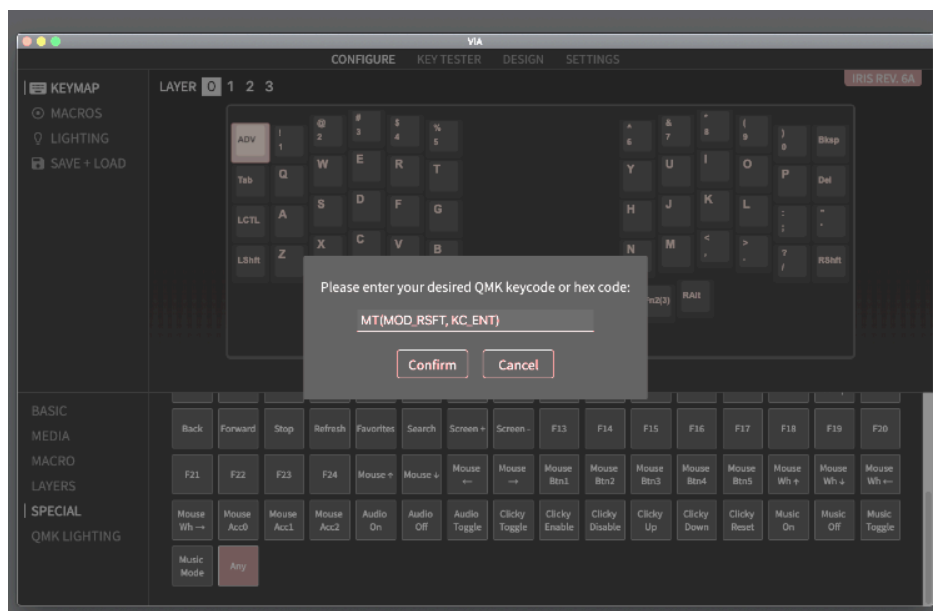 VIA
CONFIGURE KEY TESTER DESIGN SETTINGS
KEYMAP
MACROS
LIGHTING
SAVE + LOAD
LAYER 0 1 2 3
IRIS REV. 6A
ADV ! 1 @ 2 # 3 $ 4 % 5 ^ 6 & 7 * 8 ( 9 ) 0 Bksp
Tab Q W E R T Y U I O P Del
LCTL A S D F G H J K L : ;
LShft Z X C V B N M < , > . ? / RShft
Fn2(3) RAlt
Please enter your desired QMK keycode or hex code:
MT(MOD_RSFT, KC_ENT)
Confirm Cancel
BASIC
MEDIA
MACRO
LAYERS
SPECIAL
QMK LIGHTING
Back Forward Stop Refresh Favorites Search Screen + Screen - F13 F14 F15 F16 F17 F18 F19 F20
F21 F22 F23 F24 Mouse ↑ Mouse ↓ Mouse ← Mouse → Mouse Btn1 Mouse Btn2 Mouse Btn3 Mouse Btn4 Mouse Btn5 Mouse Wh ↑ Mouse Wh ↓ Mouse Wh ←
Mouse Wh → Mouse Acc0 Mouse Acc1 Mouse Acc2 Audio On Audio Off Audio Toggle Clicky Toggle Clicky Enable Clicky Disable Clicky Up Clicky Down Clicky Reset Music On Music Off Music Toggle
Music Mode Any